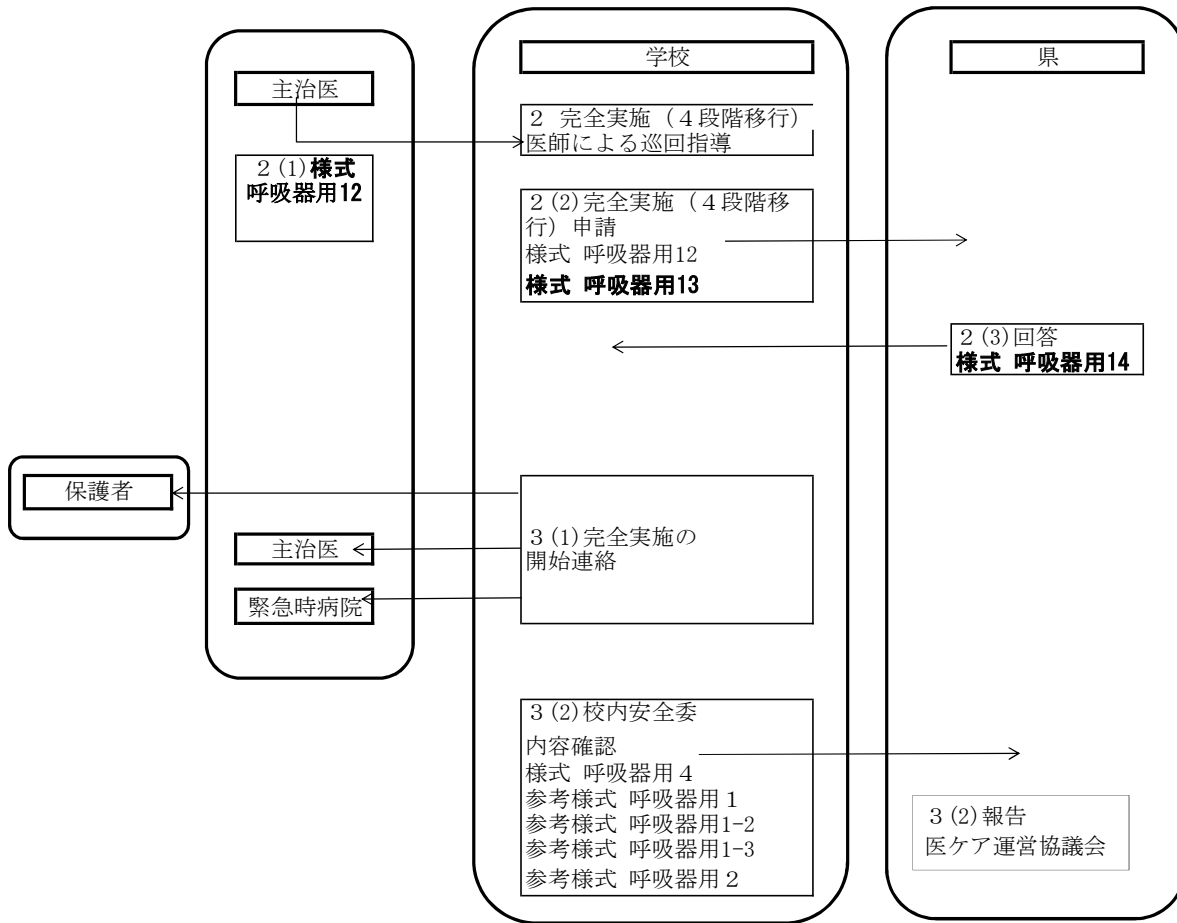 学校
県
主治医
2 完全実施（4段階移行）
医師による巡回指導
2(1)様式
呼吸器用12
2(2)完全実施（4段階移
行）申請
様式 呼吸器用12
様式 呼吸器用13
2(3)回答
様式 呼吸器用14
保護者
3(1)完全実施の
開始連絡
主治医
緊急時病院
3(2)校内安全委
内容確認
様式 呼吸器用4
参考様式 呼吸器用1
参考様式 呼吸器用1-2
参考様式 呼吸器用1-3
参考様式 呼吸器用2
3(2)報告
医ケア運営協議会